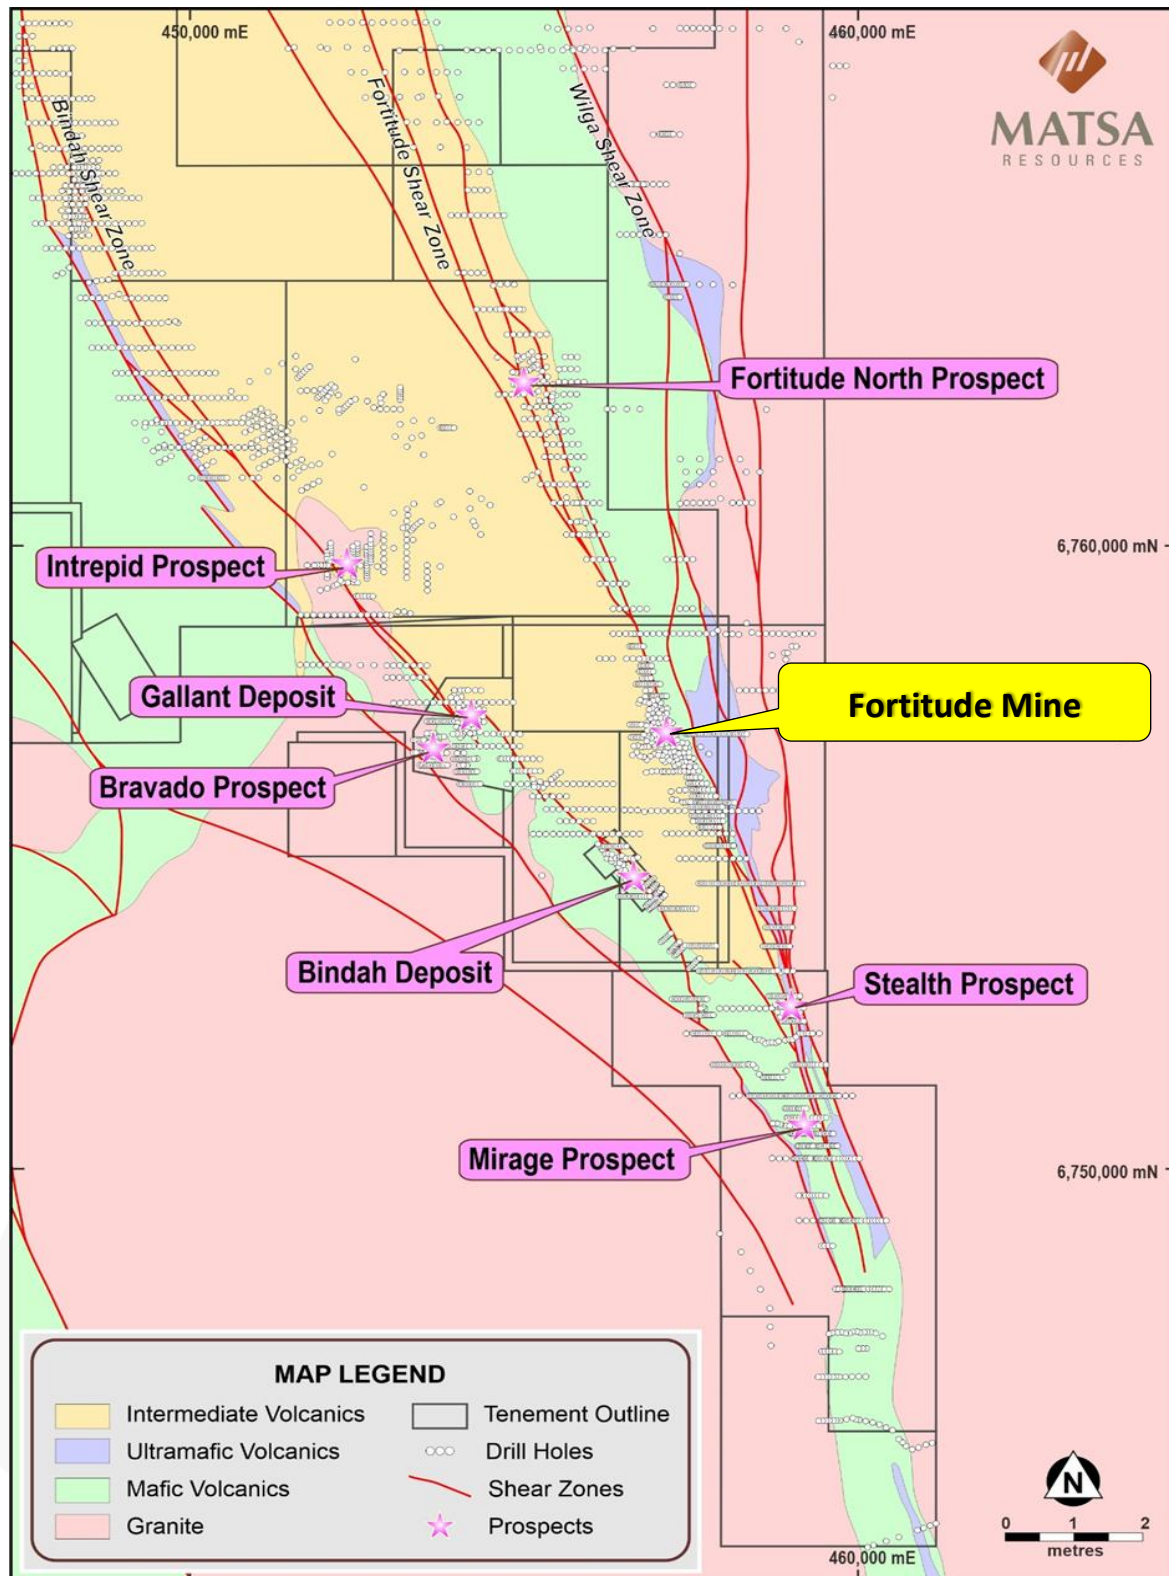 450,000 mE
460,000 mE
MATSA
RESOURCES
Bindah Shear Zone
Fortitude Shear Zone
Wilga Shear Zone
Fortitude North Prospect
6,760,000 mN
Intrepid Prospect
Gallant Deposit
Fortitude Mine
Bravado Prospect
Bindah Deposit
Stealth Prospect
Mirage Prospect
6,750,000 mN
MAP LEGEND
Intermediate Volcanics
Tenement Outline
Ultramafic Volcanics
Drill Holes
Mafic Volcanics
Shear Zones
Granite
Prospects
N
0 1 2
metres
460,000 mE